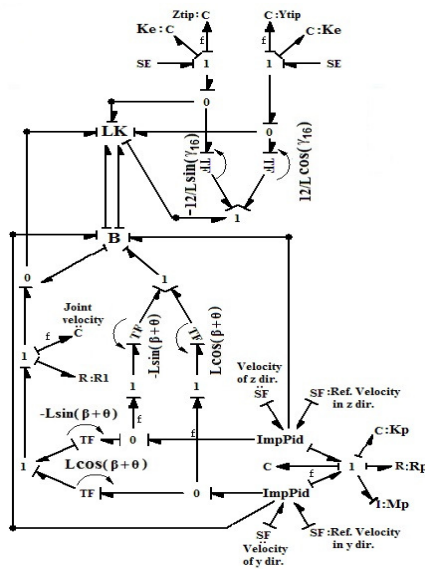 Ztip:C
C:Ytip
Ke:C
C:Ke
f
f
SE
1
1
SE
0
LK
0
TF
TF
-12/Lsin(γ16)
12/Lcos(γ16)
1
B
0
1
Joint
velocity
f
C̈
TF
-Lsin(β+θ)
TF
Lcos(β+θ)
1
R:R1
Velocity
of z dir.
S̈F
SF:Ref. Velocity
in z dir.
1
1
-Lsin(β+θ)
f
f
TF
0
ImpPid
C:Kp
1
Lcos(β+θ)
C
f
1
R:Rp
TF
0
ImpPid
I:Mp
S̈F
Velocity
of y dir.
SF:Ref. Velocity
in y dir.